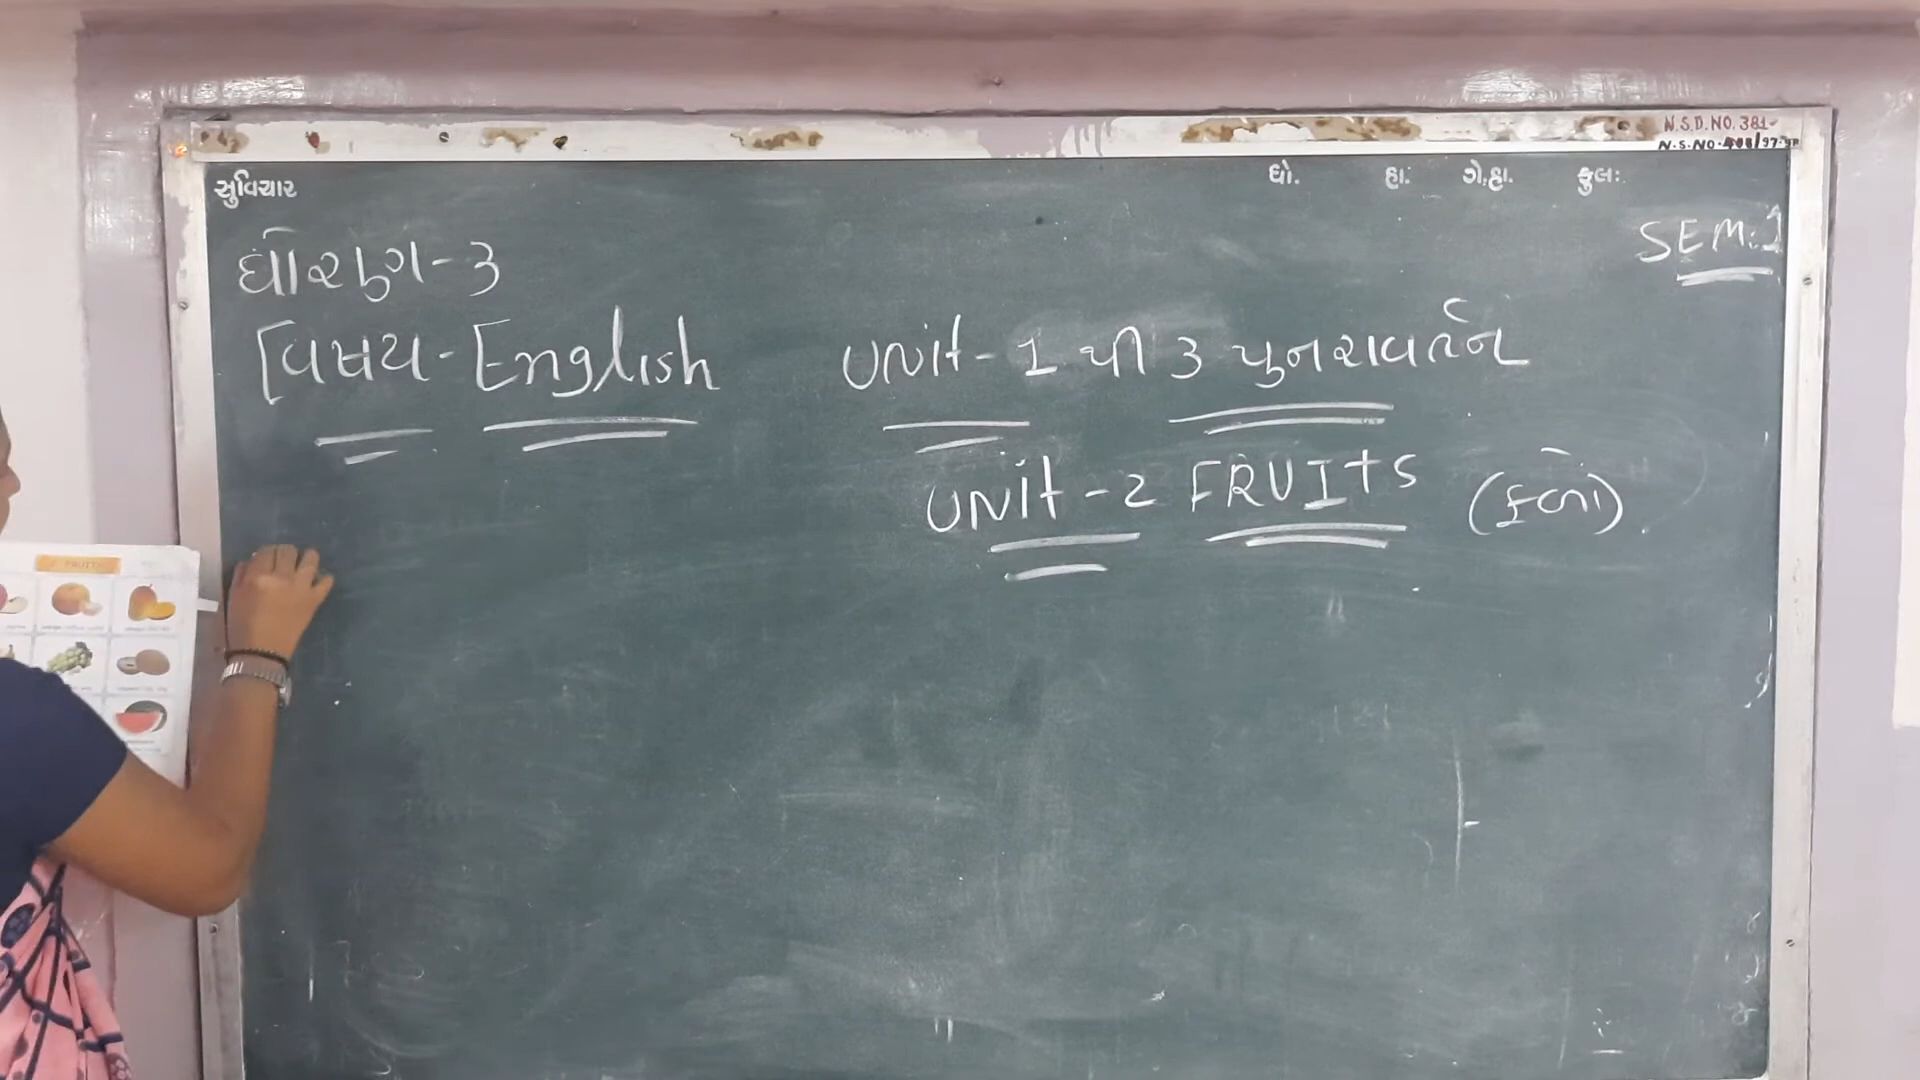 N.S.D.NO. 381-
સુવિચાર ધો. હા. ગે.હા. કુલ:
SEM: 1
ધોરણ - 3
વિષય - English UNit - 1 થી 3 પુનરાવર્તન
UNit - 2 FRUItS (ફળો)